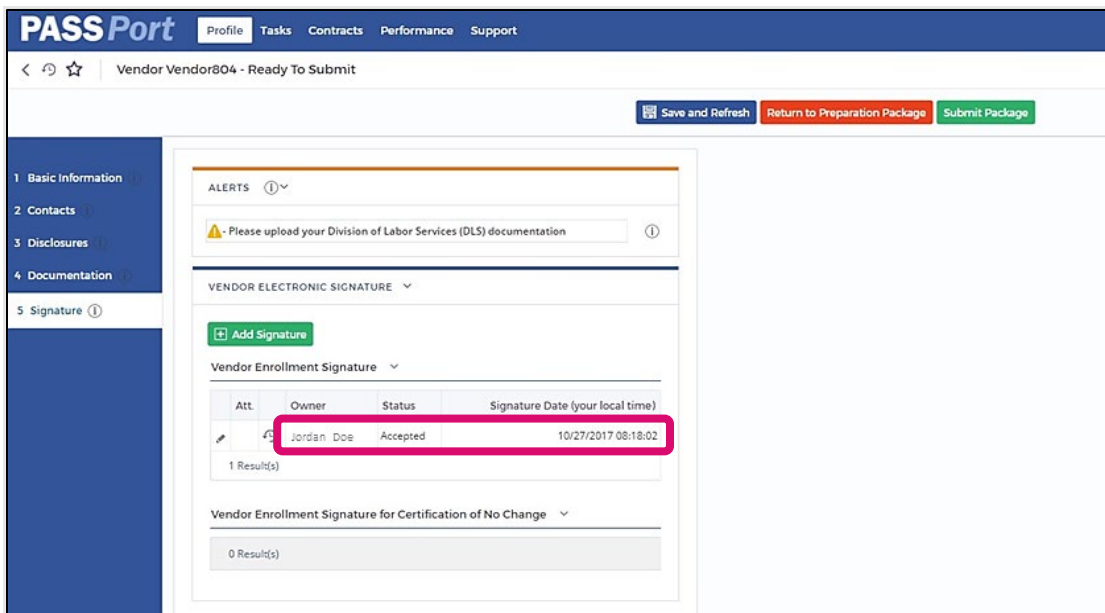 PASSPort Profile Tasks Contracts Performance Support
Vendor Vendor804 - Ready To Submit
Save and Refresh Return to Preparation Package Submit Package
1 Basic Information
2 Contacts
3 Disclosures
4 Documentation
5 Signature
ALERTS
- Please upload your Division of Labor Services (DLS) documentation
VENDOR ELECTRONIC SIGNATURE
Add Signature
Vendor Enrollment Signature
Att. Owner Status Signature Date (your local time)
Jordan Doe Accepted 10/27/2017 08:18:02
1 Result(s)
Vendor Enrollment Signature for Certification of No Change
0 Result(s)